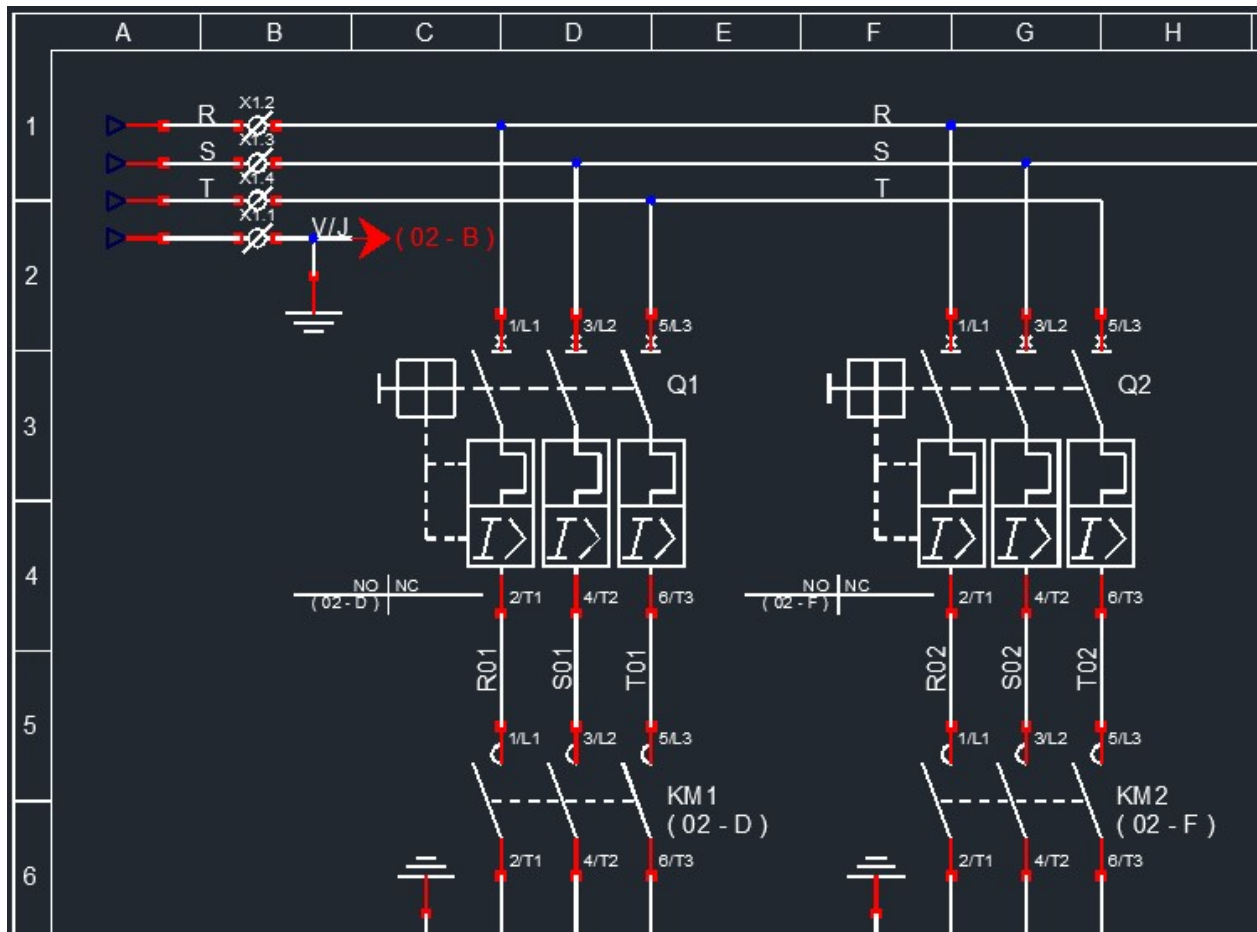 A B C D E F G H
1
R X1.2 R
S X1.3 S
T X1.4 T
X1.1 V/J ( 02 - B )
2
1/L1 3/L2 5/L3 1/L1 3/L2 5/L3
Q1 Q2
3
I> I> I> I> I> I>
4
NO NC NO NC
( 02 - D ) 2/T1 4/T2 6/T3 ( 02 - F ) 2/T1 4/T2 6/T3
R01 S01 T01 R02 S02 T02
5
1/L1 3/L2 5/L3 1/L1 3/L2 5/L3
KM1 KM2
( 02 - D ) ( 02 - F )
2/T1 4/T2 6/T3 2/T1 4/T2 6/T3
6